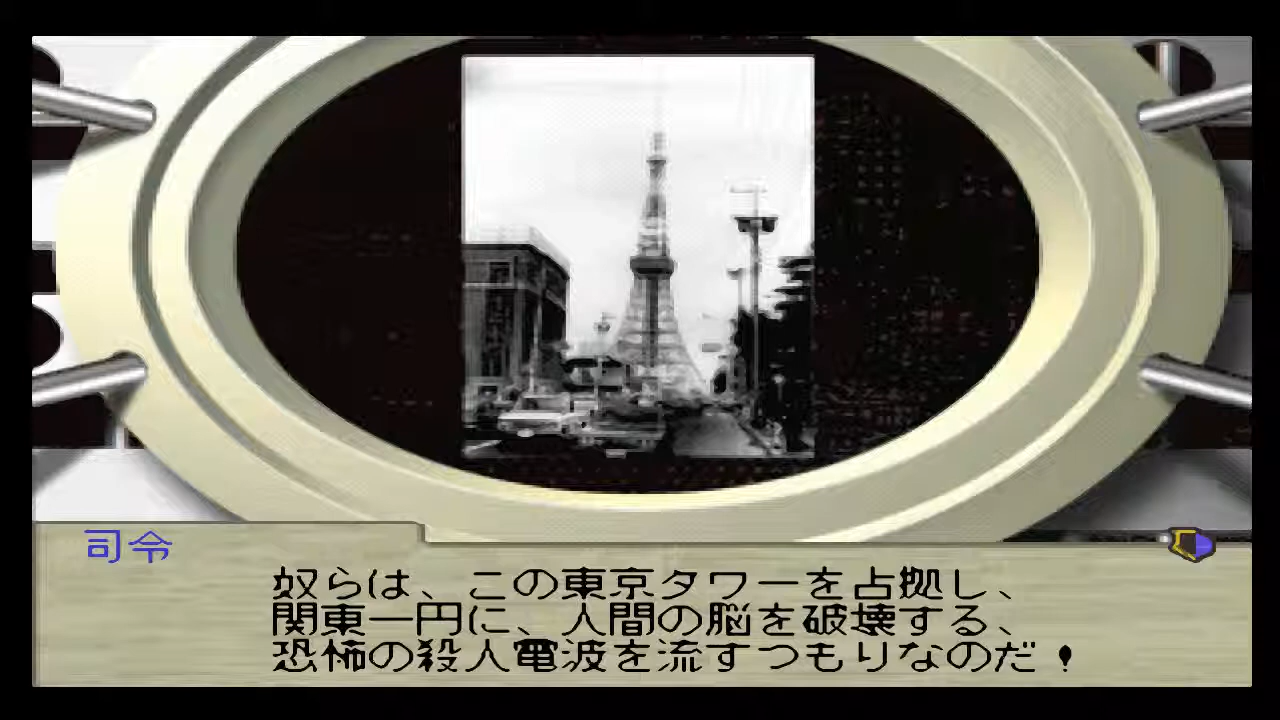 司令
奴らは、この東京タワーを占拠し、
関東一円に、人間の脳を破壊する、
恐怖の殺人電波を流すつもりなのだ！